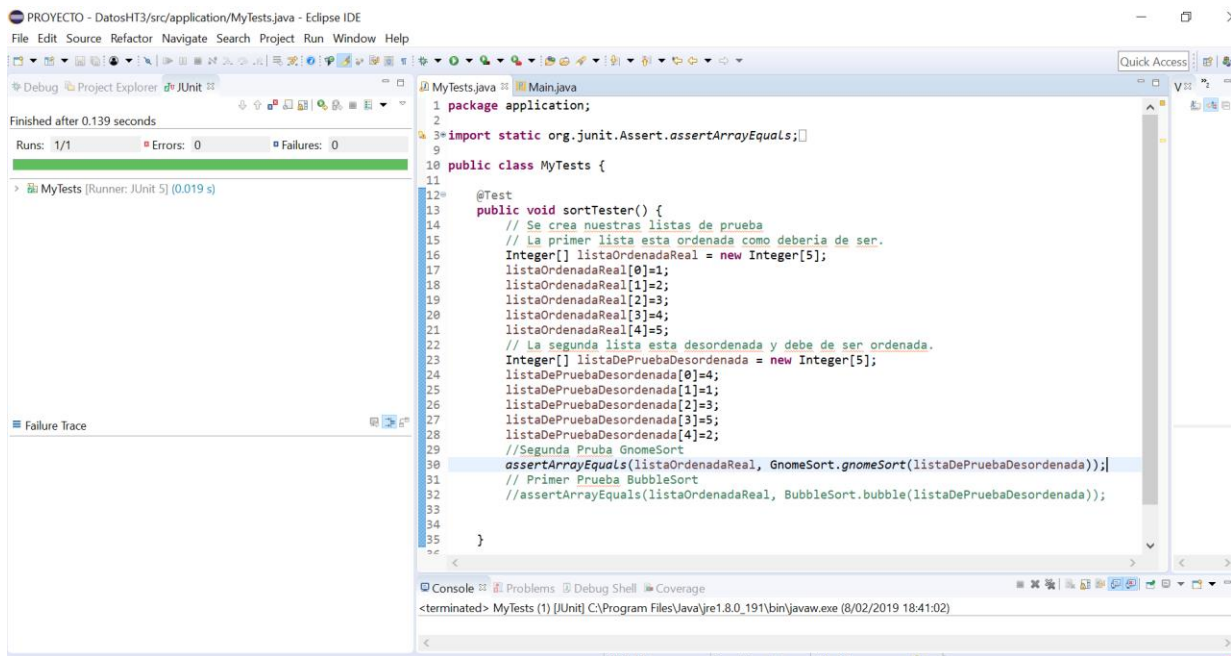 PROYECTO - DatosHT3/src/application/MyTests.java - Eclipse IDE
File Edit Source Refactor Navigate Search Project Run Window Help
Quick Access
Debug Project Explorer JUnit
Finished after 0.139 seconds
Runs: 1/1 Errors: 0 Failures: 0
MyTests [Runner: JUnit 5] (0.019 s)
Failure Trace
MyTests.java Main.java
1 package application;
2
3 import static org.junit.Assert.assertArrayEquals;
9
10 public class MyTests {
11
12 @Test
13 public void sortTester() {
14 // Se crea nuestras listas de prueba
15 // La primer lista esta ordenada como deberia de ser.
16 Integer[] listaOrdenadaReal = new Integer[5];
17 listaOrdenadaReal[0]=1;
18 listaOrdenadaReal[1]=2;
19 listaOrdenadaReal[2]=3;
20 listaOrdenadaReal[3]=4;
21 listaOrdenadaReal[4]=5;
22 // La segunda lista esta desordenada y debe de ser ordenada.
23 Integer[] listaDePruebaDesordenada = new Integer[5];
24 listaDePruebaDesordenada[0]=4;
25 listaDePruebaDesordenada[1]=1;
26 listaDePruebaDesordenada[2]=3;
27 listaDePruebaDesordenada[3]=5;
28 listaDePruebaDesordenada[4]=2;
29 //Segunda Pruba GnomeSort
30 assertArrayEquals(listaOrdenadaReal, GnomeSort.gnomeSort(listaDePruebaDesordenada));
31 // Primer Prueba BubbleSort
32 //assertArrayEquals(listaOrdenadaReal, BubbleSort.bubble(listaDePruebaDesordenada));
33
34
35 }
Console Problems Debug Shell Coverage
<terminated> MyTests (1) [JUnit] C:\Program Files\Java\jre1.8.0_191\bin\javaw.exe (8/02/2019 18:41:02)